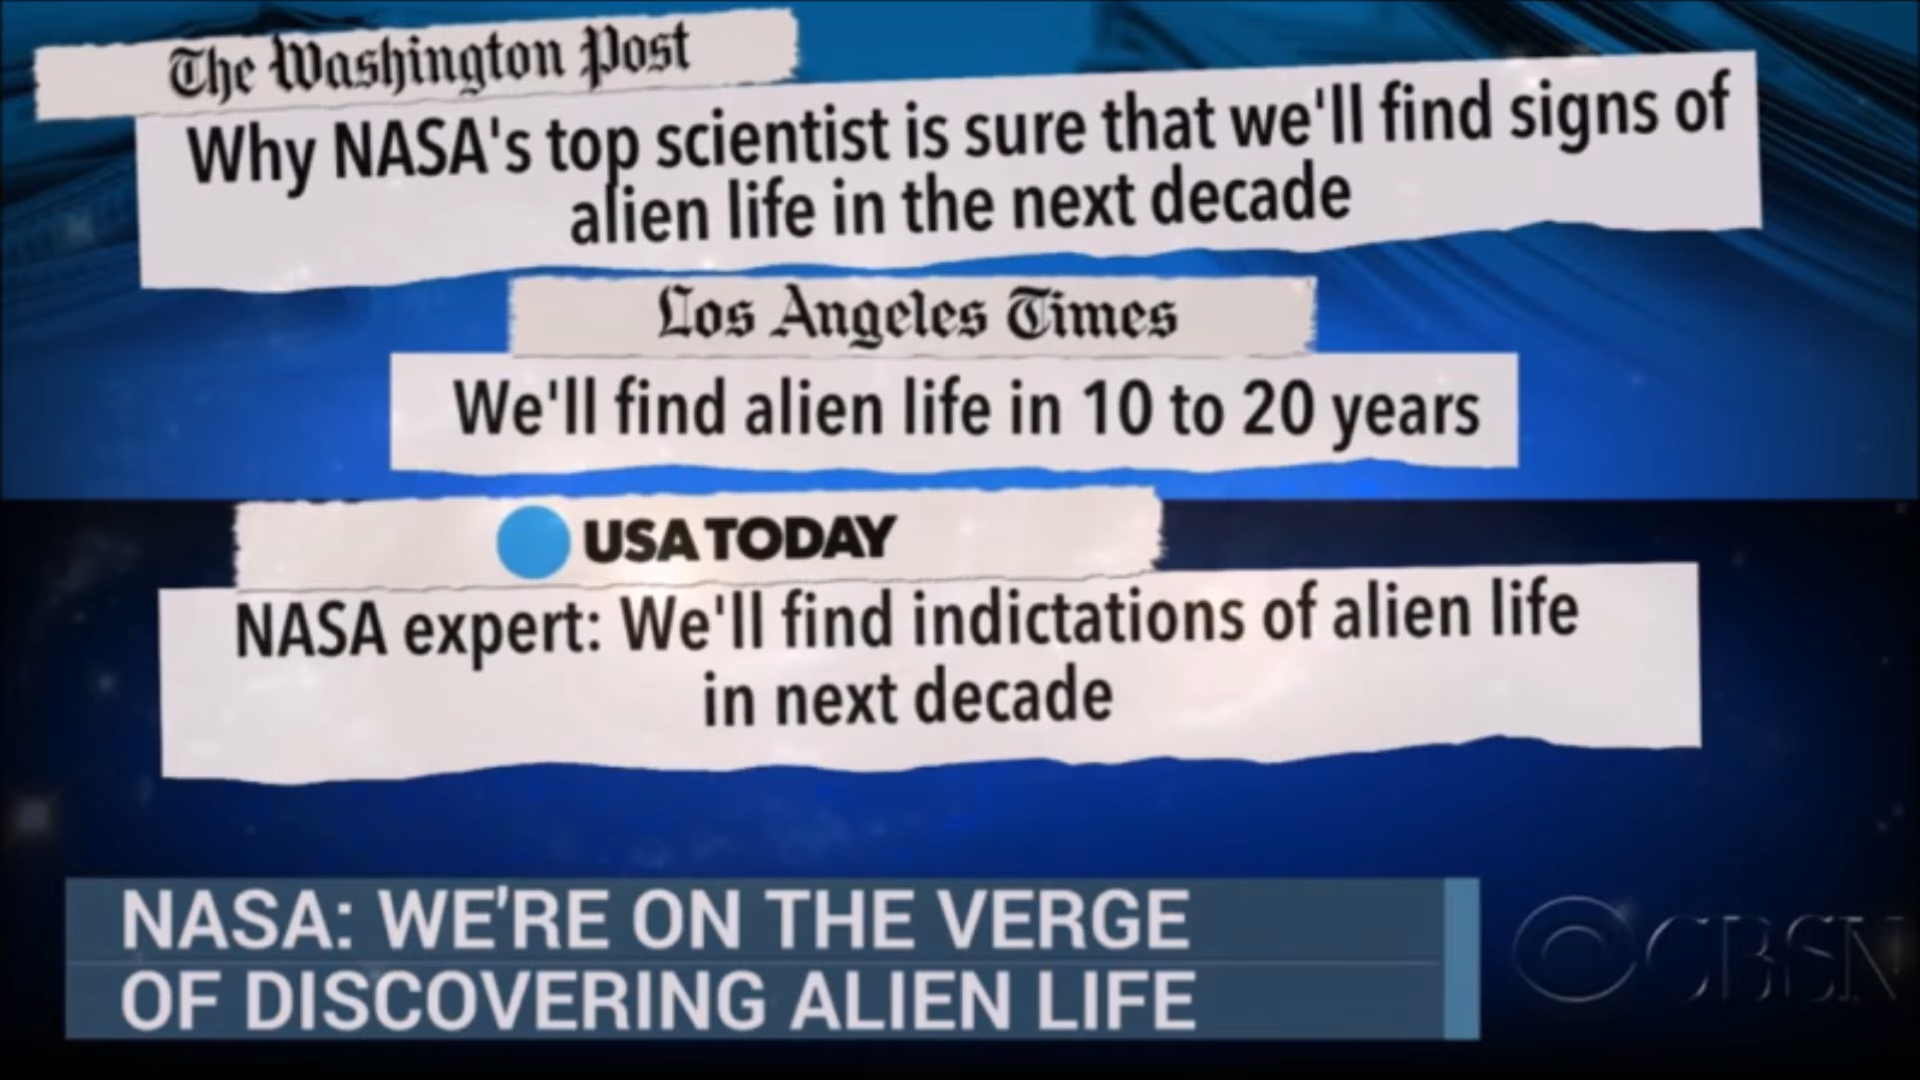 The Washington Post
Why NASA's top scientist is sure that we'll find signs of
alien life in the next decade
Los Angeles Times
We'll find alien life in 10 to 20 years
USA TODAY
NASA expert: We'll find indictations of alien life
in next decade
NASA: WE'RE ON THE VERGE
OF DISCOVERING ALIEN LIFE
CBSN